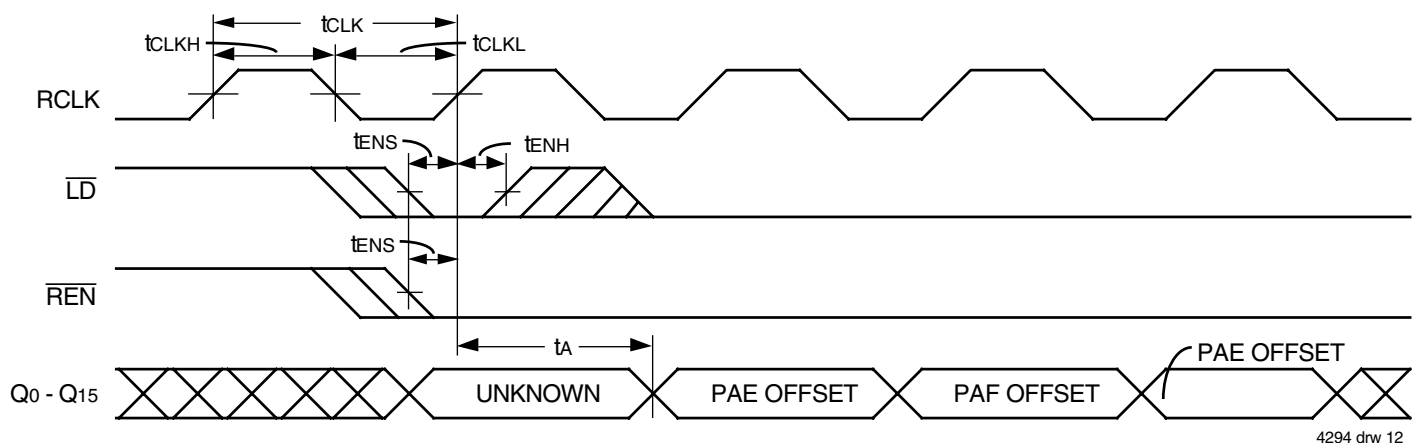 tCLK
tCLKH
tCLKL
RCLK
tENS
tENH
LD
tENS
REN
tA
PAE OFFSET
Q0 - Q15
UNKNOWN
PAE OFFSET
PAF OFFSET
4294 drw 12